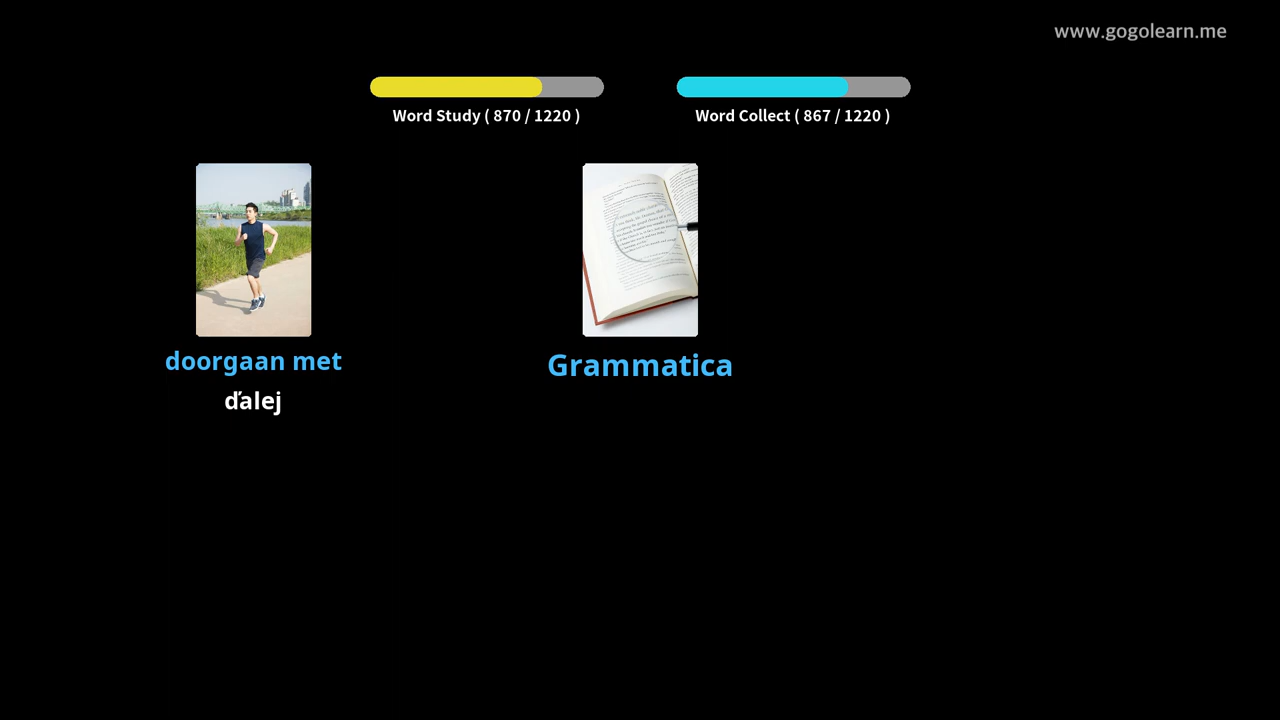 www.gogolearn.me
Word Study ( 870 / 1220 )
Word Collect ( 867 / 1220 )
doorgaan met
ďalej
Grammatica